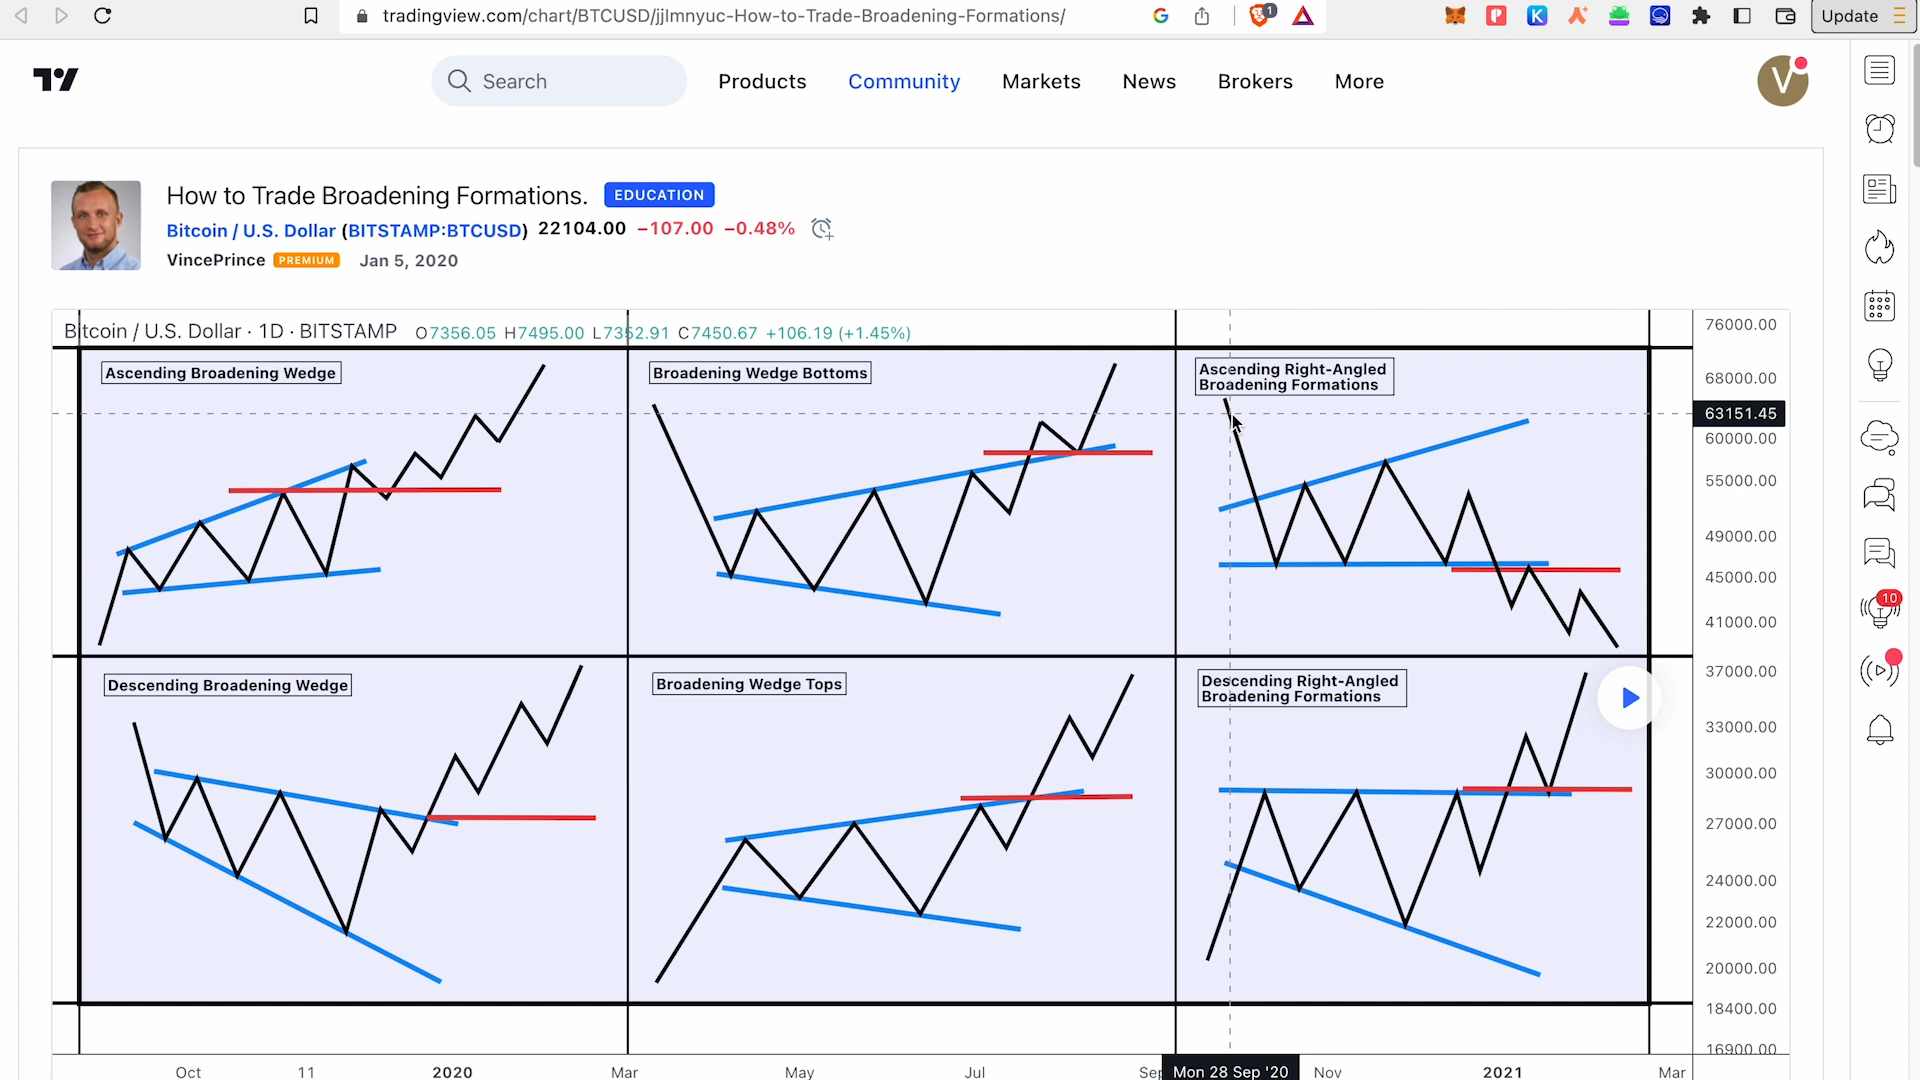 tradingview.com/chart/BTCUSD/jjlmnyuc-How-to-Trade-Broadening-Formations/
1
Update
Search
Products
Community
Markets
News
Brokers
More
V
How to Trade Broadening Formations.
EDUCATION
Bitcoin / U.S. Dollar (BITSTAMP:BTCUSD) 22104.00 −107.00 −0.48%
VincePrince PREMIUM Jan 5, 2020
Bitcoin / U.S. Dollar · 1D · BITSTAMP O7356.05 H7495.00 L7352.91 C7450.67 +106.19 (+1.45%)
Ascending Broadening Wedge
Broadening Wedge Bottoms
Ascending Right-Angled
Broadening Formations
Descending Broadening Wedge
Broadening Wedge Tops
Descending Right-Angled
Broadening Formations
76000.00
68000.00
63151.45
60000.00
55000.00
49000.00
45000.00
41000.00
37000.00
33000.00
30000.00
27000.00
24000.00
22000.00
20000.00
18400.00
16900.00
10
Oct
11
2020
Mar
May
Jul
Sep
Mon 28 Sep '20
Nov
2021
Mar